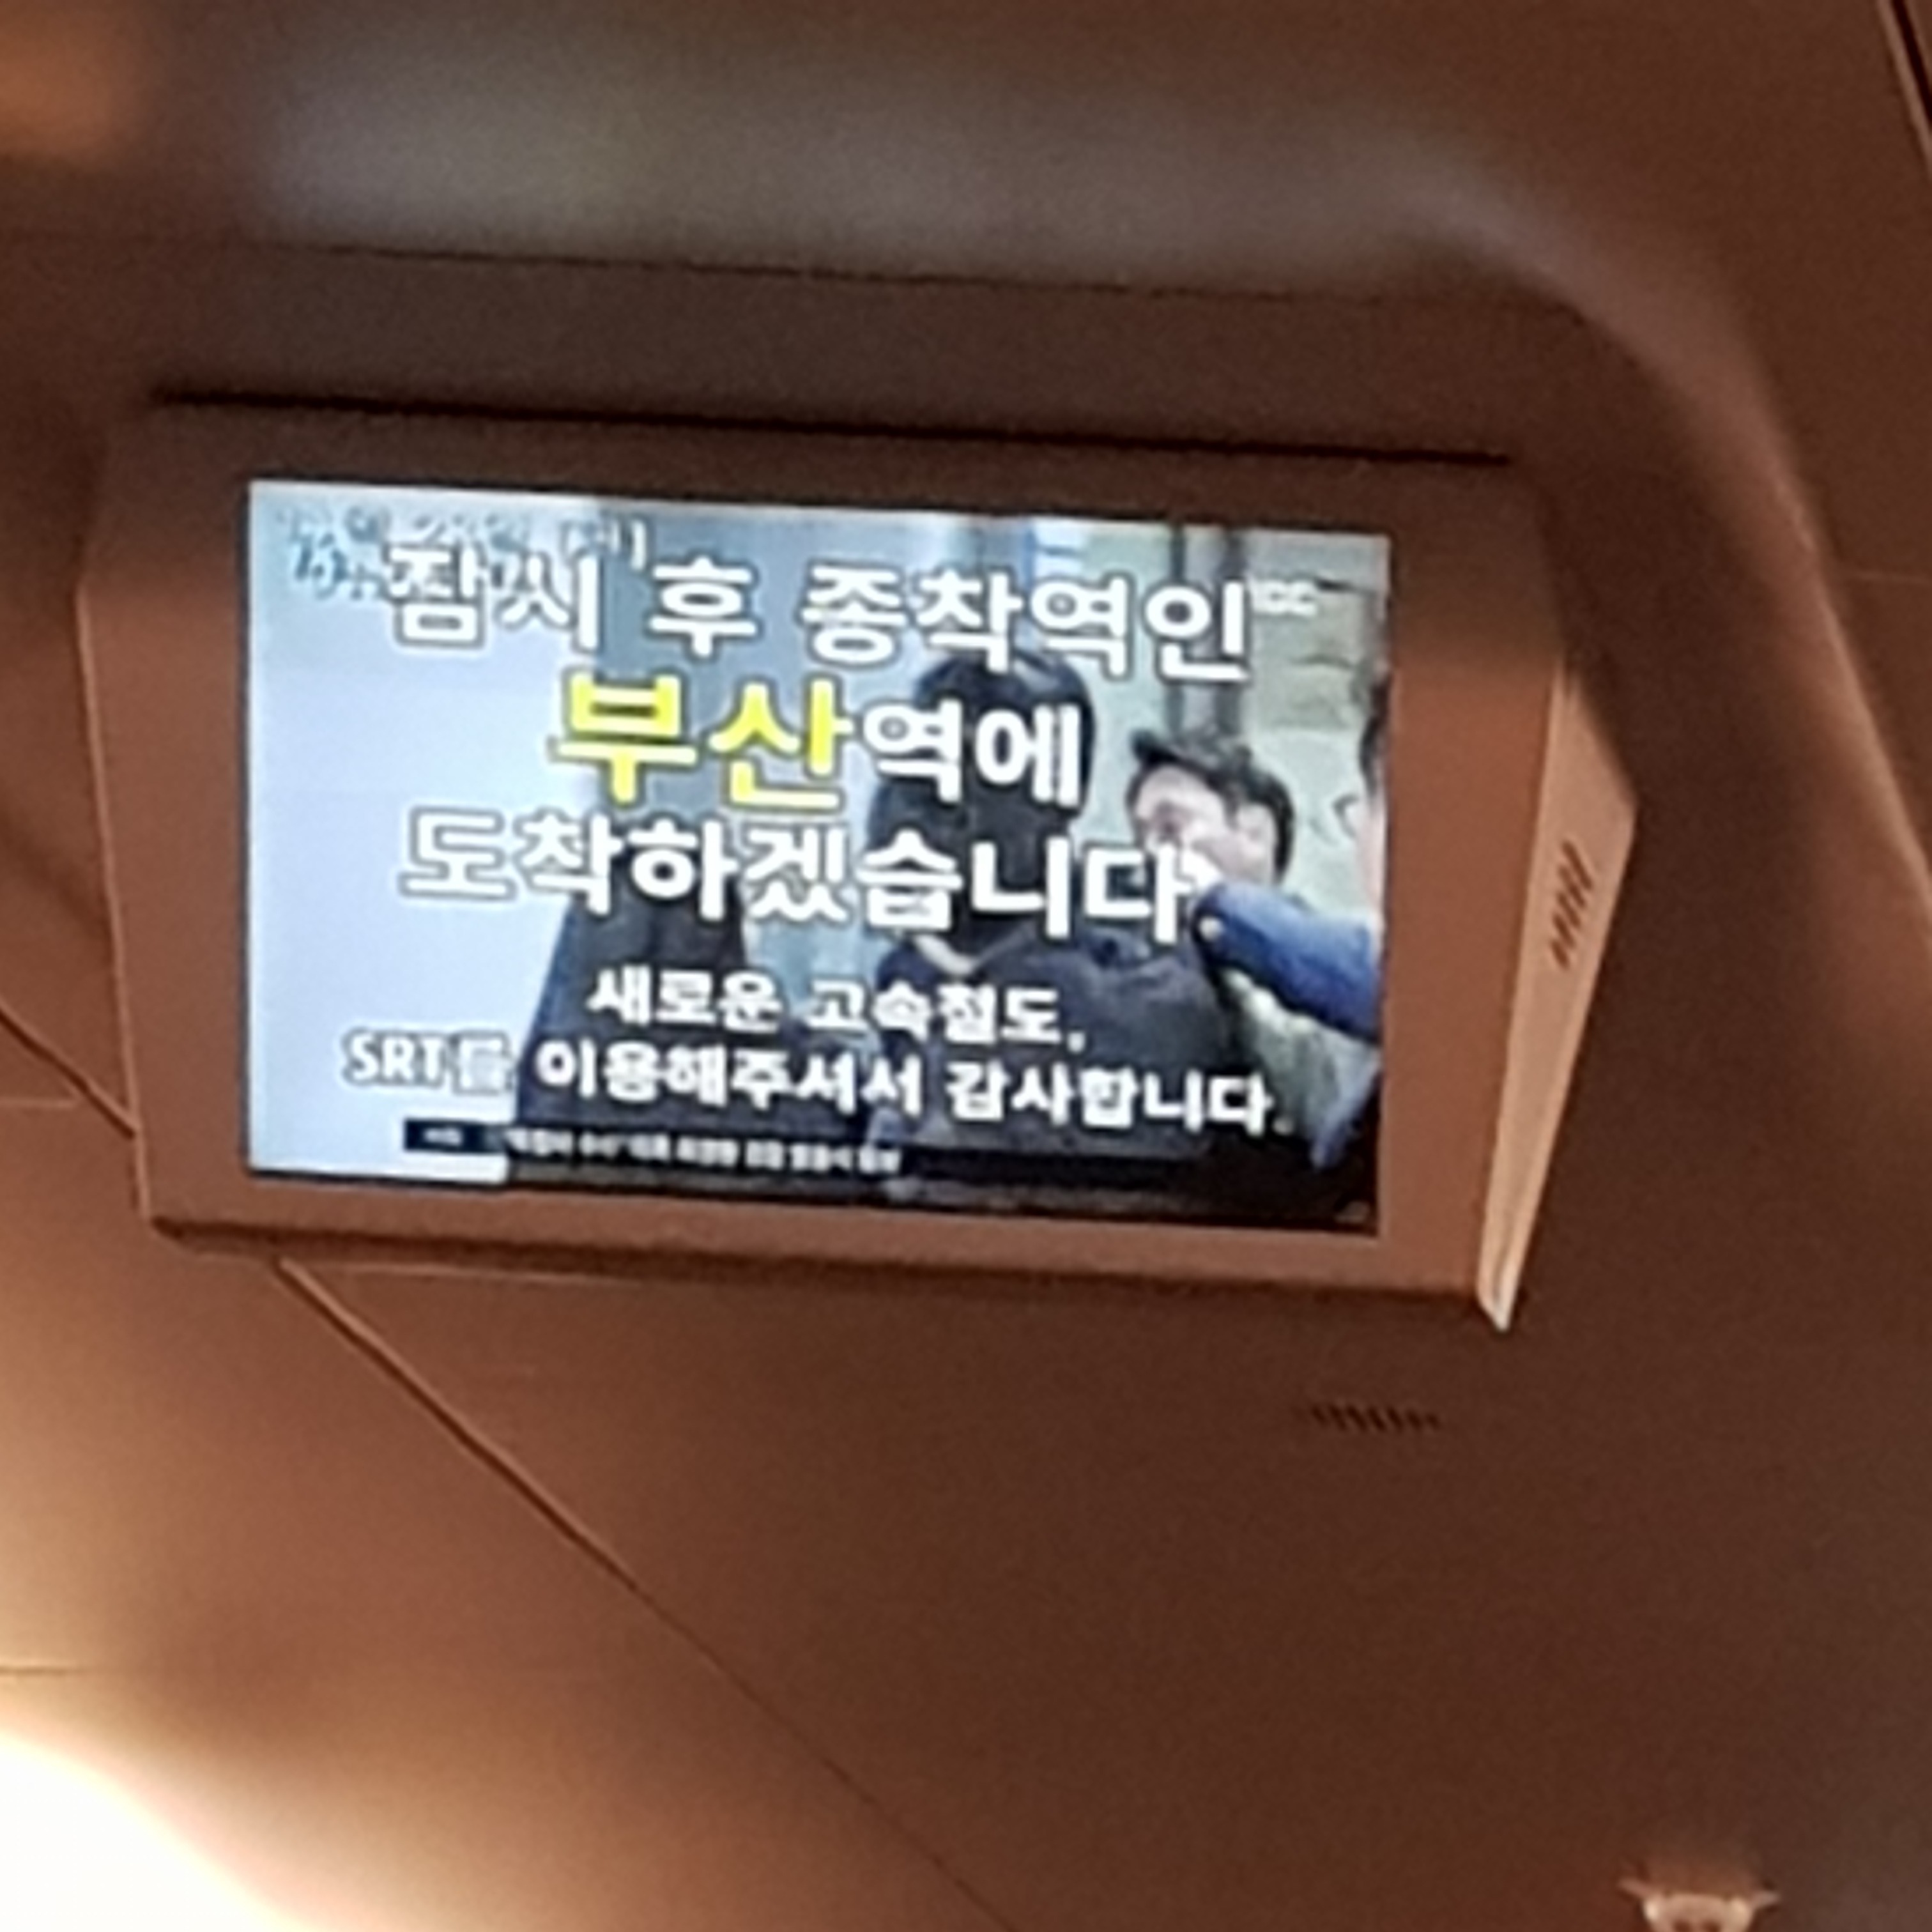 잠시 후 종착역인
부산역에
도착하겠습니다
새로운 고속철도,
SRT를 이용해주셔서 감사합니다.